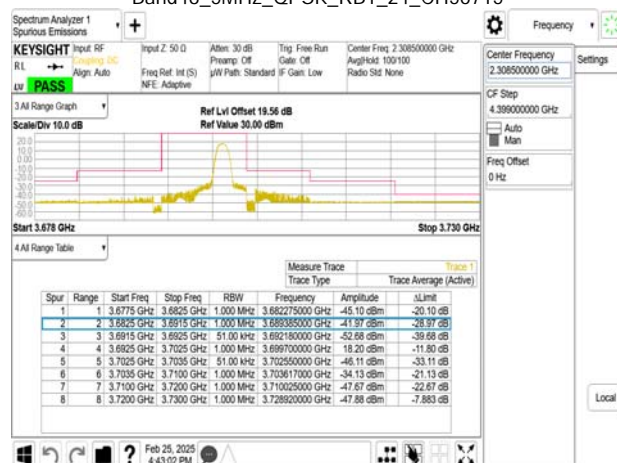 Band48_5MHz_QPSK_RB1_24_CH56715
Spectrum Analyzer 1
Spurious Emissions
Frequency
KEYSIGHT Input: RF
Coupling: DC
Align: Auto
RL
LU PASS
Input Z: 50 Ω
Freq Ref: Int (S)
NFE: Adaptive
Atten: 30 dB
Preamp: Off
µW Path: Standard
Trig: Free Run
Gate: Off
IF Gain: Low
Center Freq: 2.308500000 GHz
Avg|Hold: 100/100
Radio Std: None
Center Frequency
2.308500000 GHz
Settings
CF Step
4.399000000 GHz
Auto
Man
Freq Offset
0 Hz
Local
3 All Range Graph
Scale/Div 10.0 dB
Ref Lvl Offset 19.56 dB
Ref Value 30.00 dBm
20.0
10.0
0.00
-10.0
-20.0
-30.0
-40.0
-50.0
-60.0
Start 3.678 GHz
Stop 3.730 GHz
4 All Range Table
Measure Trace Trace 1
Trace Type Trace Average (Active)
Spur Range Start Freq Stop Freq RBW Frequency Amplitude ΔLimit
1 1 3.6775 GHz 3.6825 GHz 1.000 MHz 3.682275000 GHz -45.10 dBm -20.10 dB
2 2 3.6825 GHz 3.6915 GHz 1.000 MHz 3.689385000 GHz -41.97 dBm -28.97 dB
3 3 3.6915 GHz 3.6925 GHz 51.00 kHz 3.692180000 GHz -52.68 dBm -39.68 dB
4 4 3.6925 GHz 3.7025 GHz 1.000 MHz 3.699700000 GHz 18.20 dBm -11.80 dB
5 5 3.7025 GHz 3.7035 GHz 51.00 kHz 3.702550000 GHz -46.11 dBm -33.11 dB
6 6 3.7035 GHz 3.7100 GHz 1.000 MHz 3.703617000 GHz -34.13 dBm -21.13 dB
7 7 3.7100 GHz 3.7200 GHz 1.000 MHz 3.710025000 GHz -47.67 dBm -22.67 dB
8 8 3.7200 GHz 3.7300 GHz 1.000 MHz 3.728920000 GHz -47.88 dBm -7.883 dB
Feb 25, 2025
4:43:02 PM